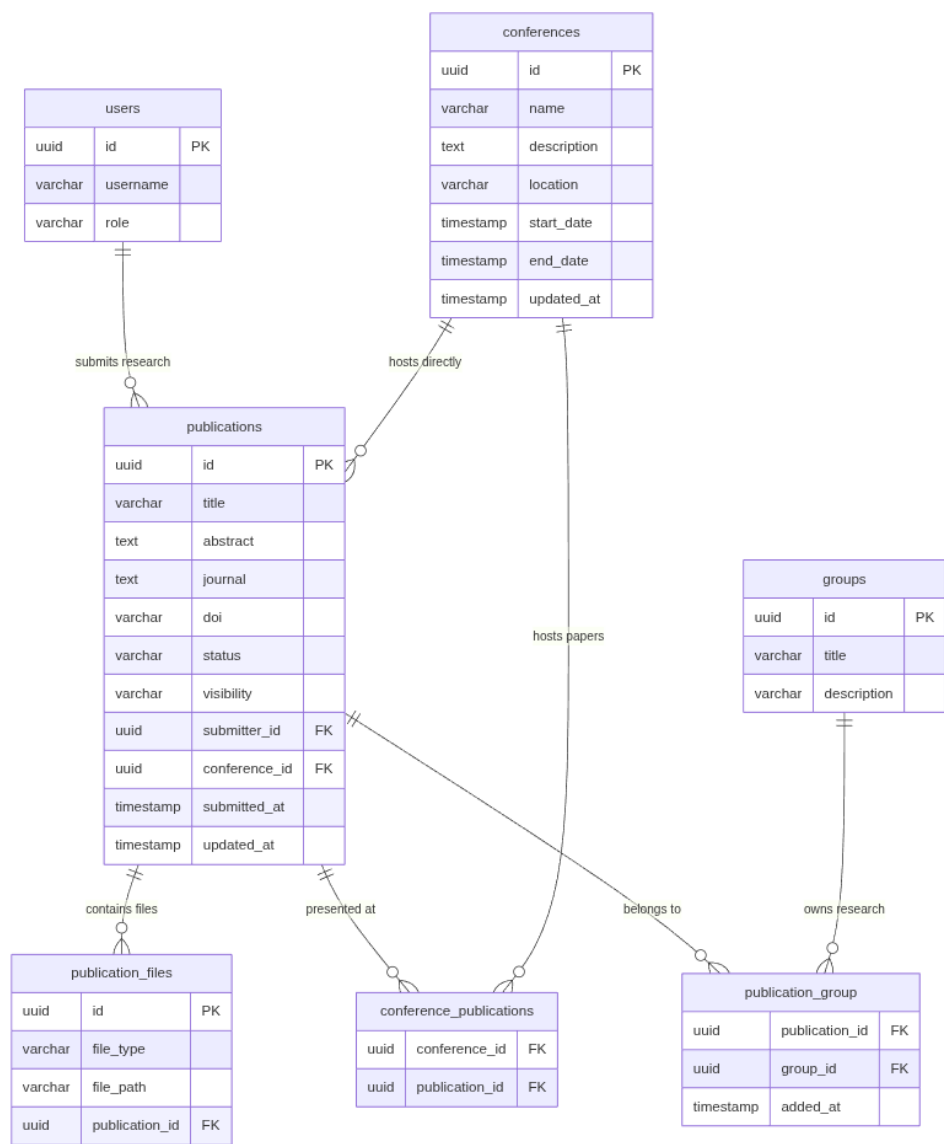 conferences
uuid id PK
varchar name
text description
varchar location
timestamp start_date
timestamp end_date
timestamp updated_at
users
uuid id PK
varchar username
varchar role
submits research
hosts directly
publications
uuid id PK
varchar title
text abstract
text journal
varchar doi
varchar status
varchar visibility
uuid submitter_id FK
uuid conference_id FK
timestamp submitted_at
timestamp updated_at
hosts papers
groups
uuid id PK
varchar title
varchar description
contains files
presented at
belongs to
owns research
publication_files
uuid id PK
varchar file_type
varchar file_path
uuid publication_id FK
conference_publications
uuid conference_id FK
uuid publication_id FK
publication_group
uuid publication_id FK
uuid group_id FK
timestamp added_at